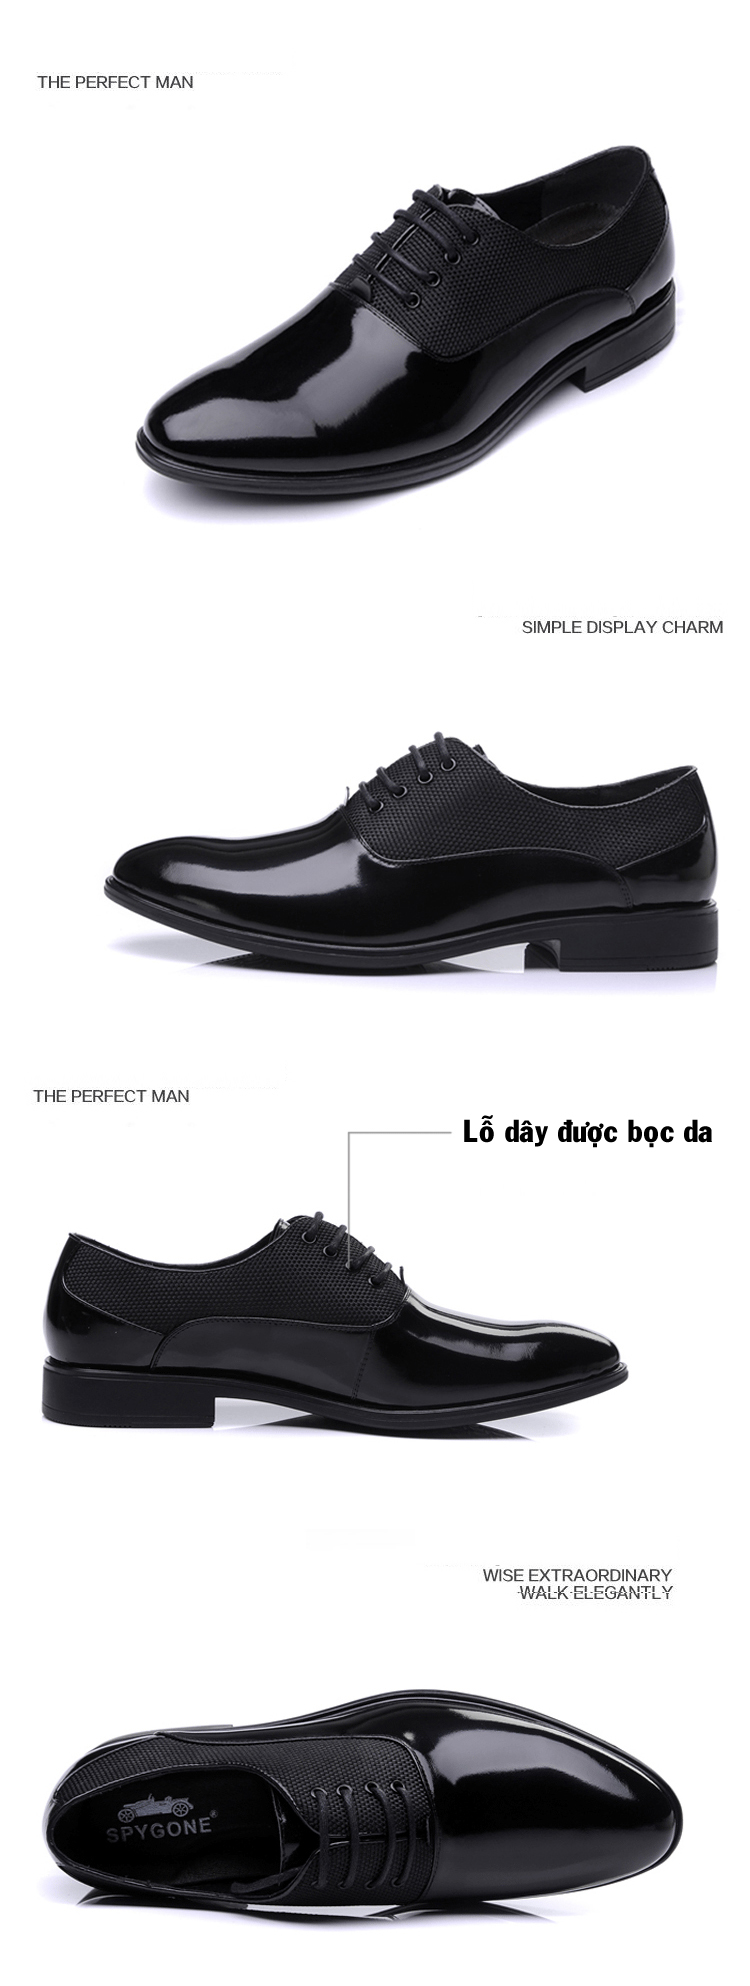 THE PERFECT MAN
SIMPLE DISPLAY CHARM
THE PERFECT MAN
Lỗ dây được bọc da
WISE EXTRAORDINARY
WALK ELEGANTLY
SPYGONE®